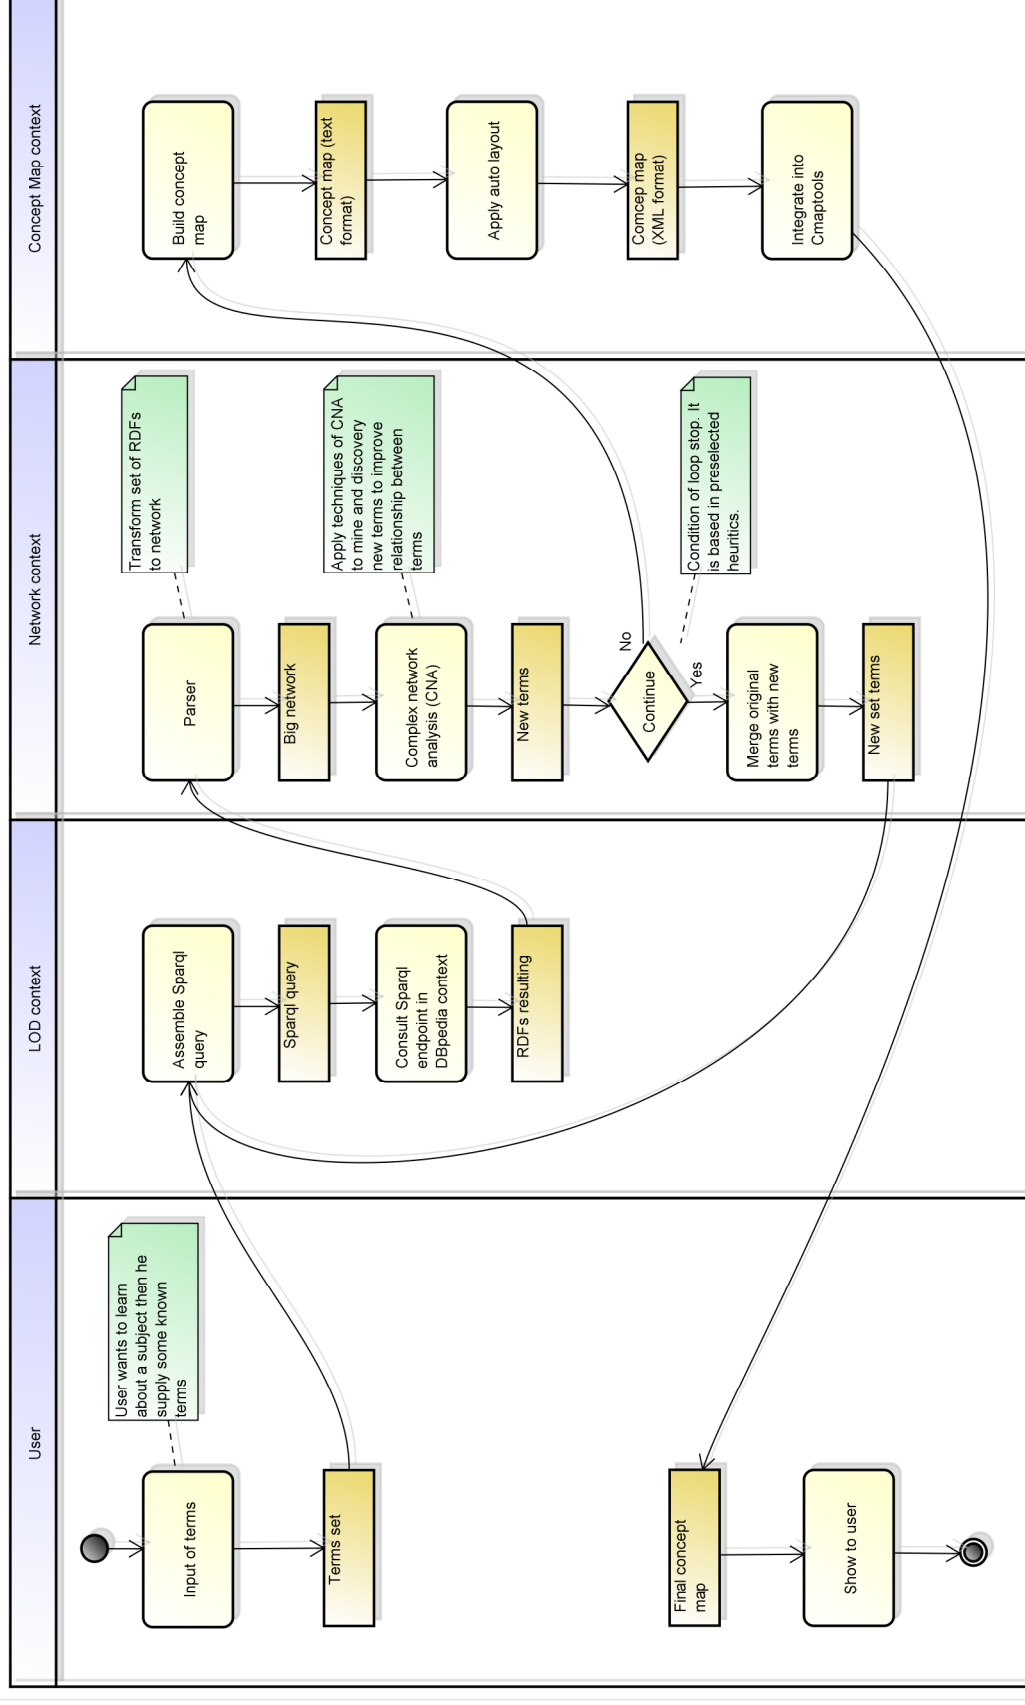 User
Input of terms
User wants to learn
about a subject then he
supply some known
terms
Terms set
Final concept
map
Show to user
LOD context
Assemble Sparql
query
Sparql query
Consult Sparql
endpoint in
DBpedia context
RDFs resulting
Network context
Parser
Transform set of RDFs
to network
Big network
Complex network
analysis (CNA)
Apply techniques of CNA
to mine and discovery
new terms to improve
relationship between
terms
New terms
Continue
No
Yes
Condition of loop stop. It
is based in preselected
heuritics.
Merge original
terms with new
terms
New set terms
Concept Map context
Build concept
map
Concept map (text
format)
Apply auto layout
Comcep map
(XML format)
Integrate into
Cmaptools